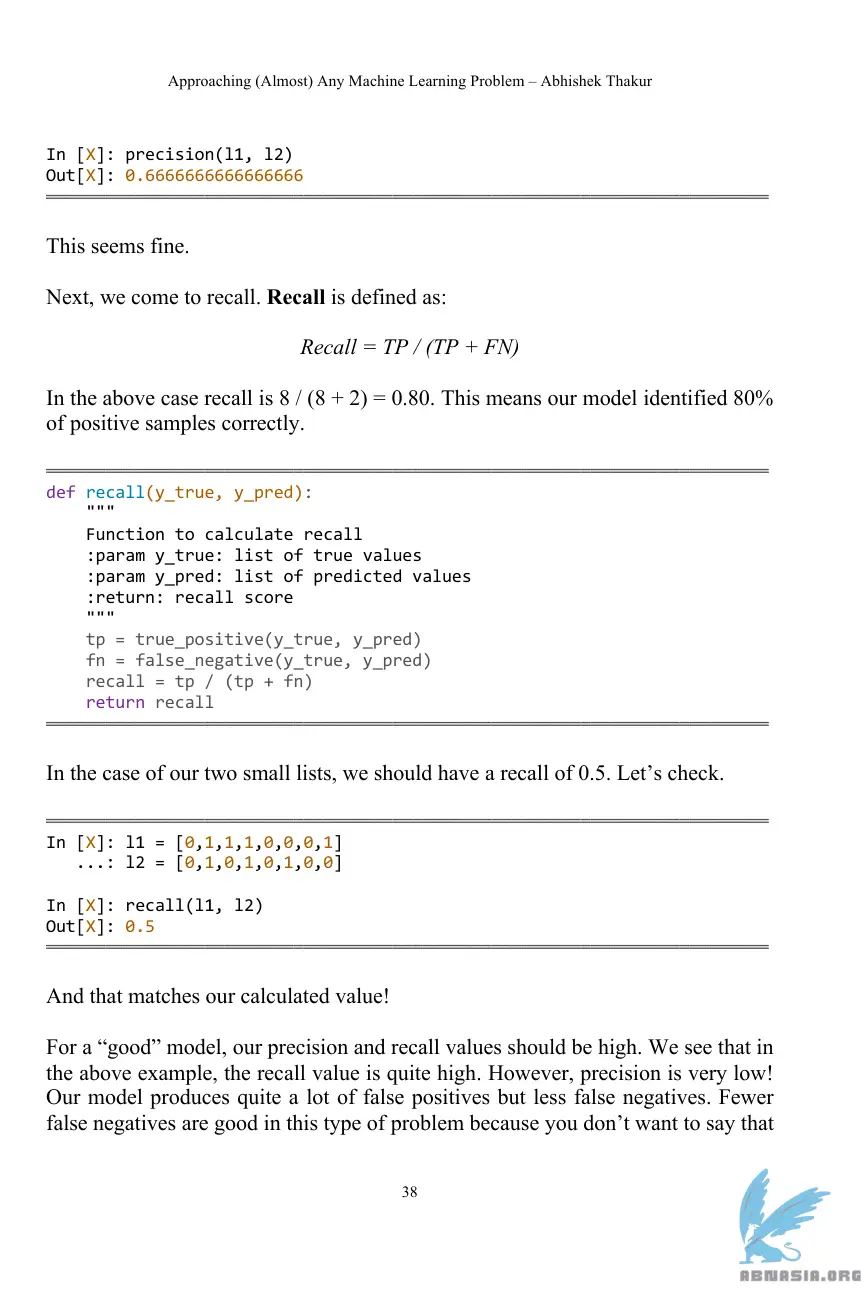 Approaching (Almost) Any Machine Learning Problem – Abhishek Thakur
In [X]: precision(l1, l2)
Out[X]: 0.6666666666666666
This seems fine.
Next, we come to recall. Recall is defined as:
Recall = TP / (TP + FN)
In the above case recall is 8 / (8 + 2) = 0.80. This means our model identified 80%
of positive samples correctly.
def recall(y_true, y_pred):
    """
    Function to calculate recall
    :param y_true: list of true values
    :param y_pred: list of predicted values
    :return: recall score
    """
    tp = true_positive(y_true, y_pred)
    fn = false_negative(y_true, y_pred)
    recall = tp / (tp + fn)
    return recall
In the case of our two small lists, we should have a recall of 0.5. Let’s check.
In [X]: l1 = [0,1,1,1,0,0,0,1]
   ...: l2 = [0,1,0,1,0,1,0,0]
In [X]: recall(l1, l2)
Out[X]: 0.5
And that matches our calculated value!
For a “good” model, our precision and recall values should be high. We see that in
the above example, the recall value is quite high. However, precision is very low!
Our model produces quite a lot of false positives but less false negatives. Fewer
false negatives are good in this type of problem because you don’t want to say that
38
ABNASIA.ORG